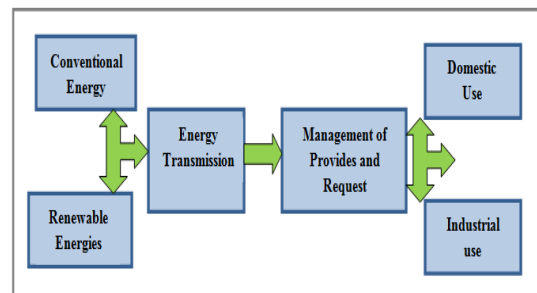 Conventional
Energy
Renewable
Energies
Energy
Transmission
Management of
Provides and
Request
Domestic
Use
Industrial
use